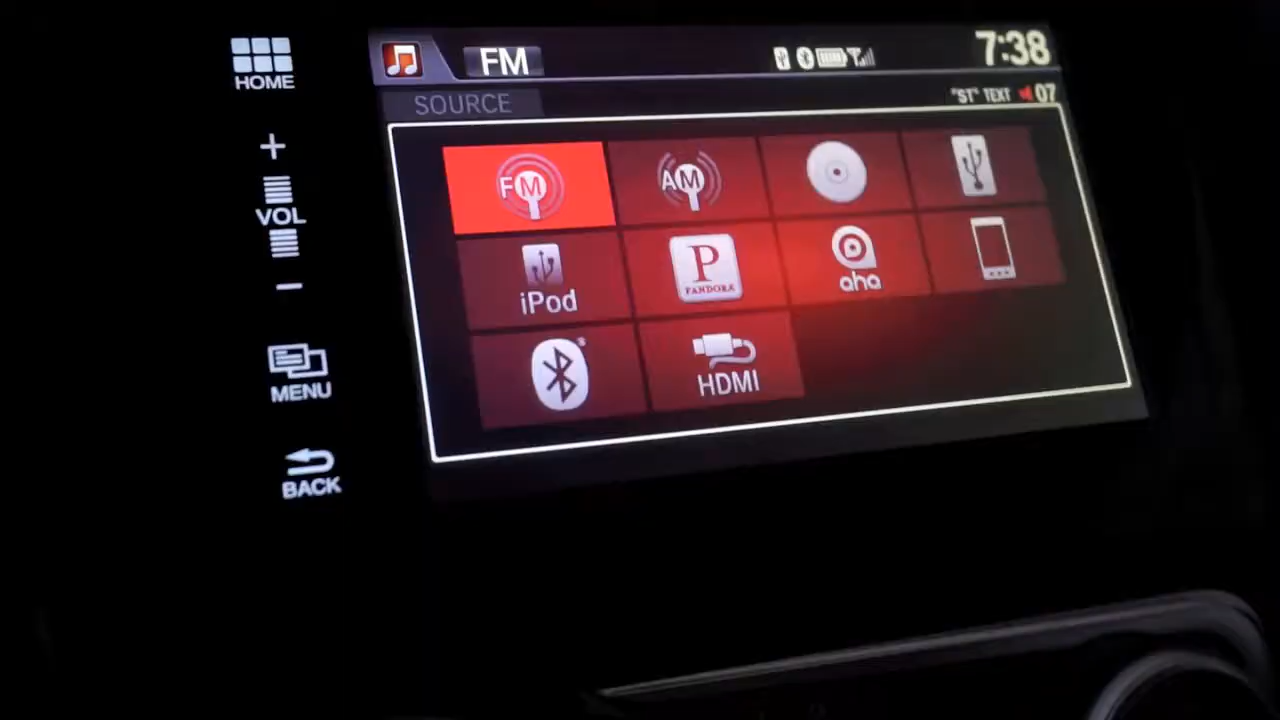 HOME
FM
7:38
SOURCE
"ST" TEXT 07
+
VOL
-
FM
AM
iPod
P
PANDORA
aha
HDMI
MENU
BACK